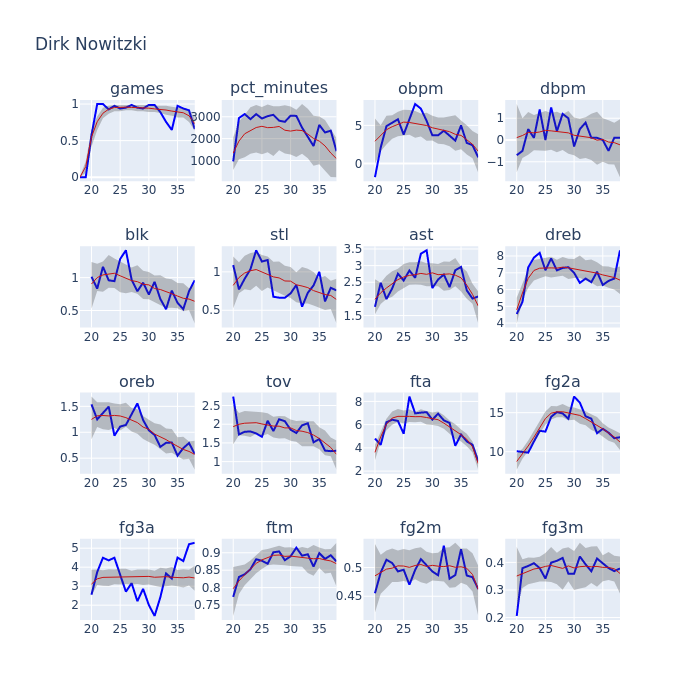 Dirk Nowitzki
games pct_minutes obpm dbpm
1 0.5 0 20 25 30 35
3000 2000 1000 20 25 30 35
5 0 20 25 30 35
1 0 −1 20 25 30 35
blk stl ast dreb
1 0.5 20 25 30 35
1 0.5 20 25 30 35
3.5 3 2.5 2 1.5 20 25 30 35
8 7 6 5 4 20 25 30 35
oreb tov fta fg2a
1.5 1 0.5 20 25 30 35
2.5 2 1.5 1 20 25 30 35
8 6 4 2 20 25 30 35
15 10 20 25 30 35
fg3a ftm fg2m fg3m
5 4 3 2 20 25 30 35
0.9 0.85 0.8 0.75 20 25 30 35
0.5 0.45 20 25 30 35
0.4 0.3 0.2 20 25 30 35